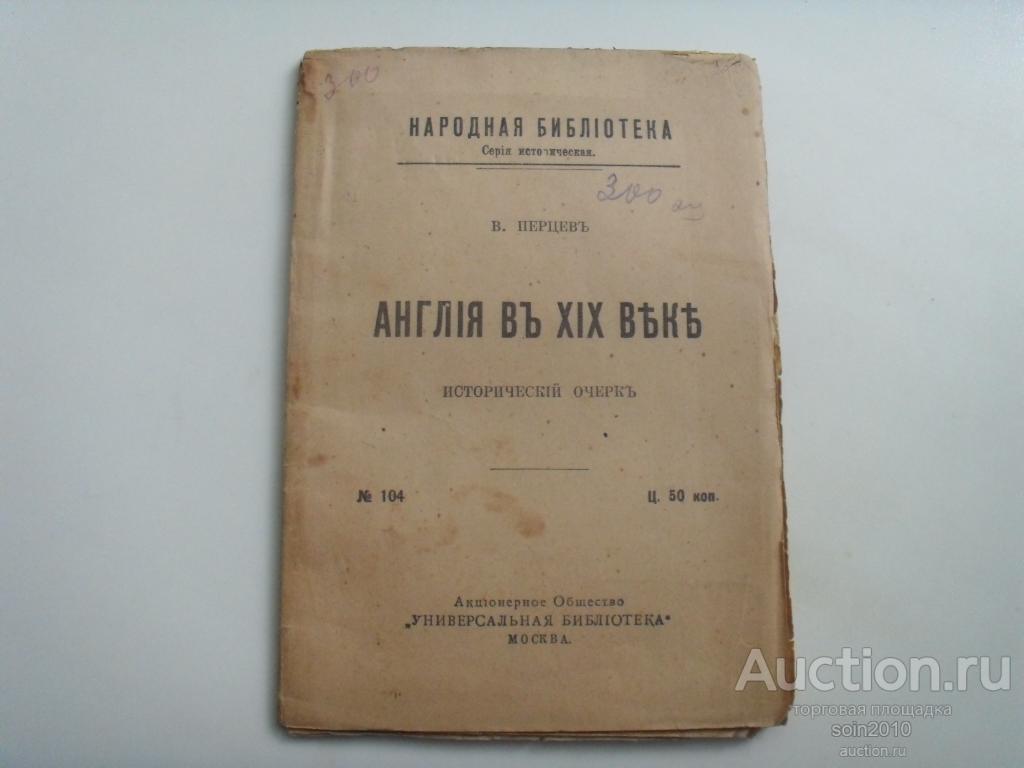 300
НАРОДНАЯ БИБЛІОТЕКА
Серія историческая.
300
В. ПЕРЦЕВЪ
АНГЛІЯ ВЪ XIX ВѢКѢ
ИСТОРИЧЕСКІЙ ОЧЕРКЪ
№ 104 Ц. 50 коп.
Акціонерное Общество
„УНИВЕРСАЛЬНАЯ БИБЛІОТЕКА"
МОСКВА.
Auction.ru
торговая площадка
soin2010
auction.ru